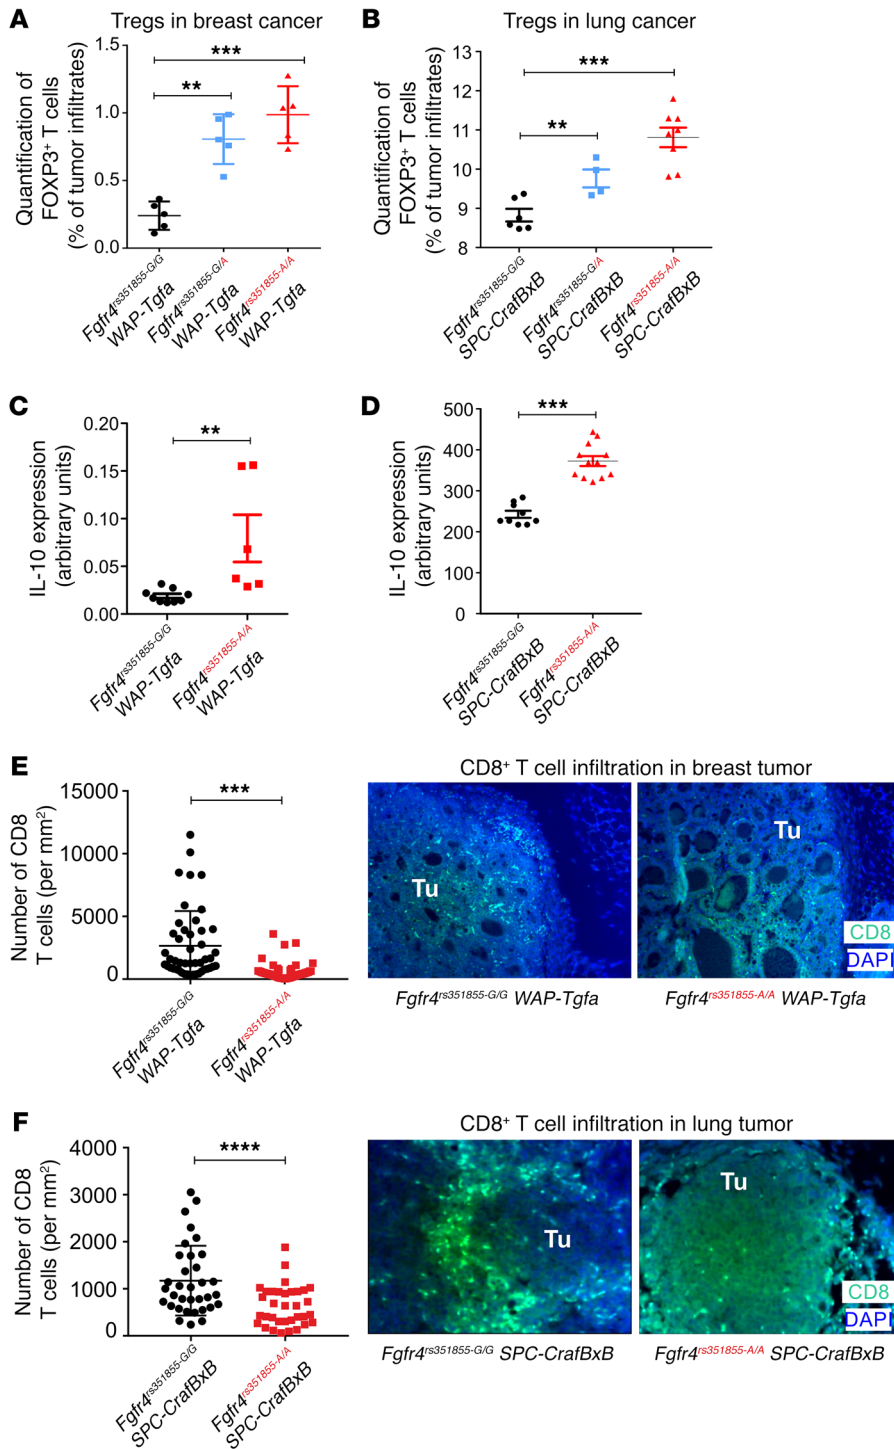 A
Tregs in breast cancer
Quantification of
FOXP3⁺ T cells
(% of tumor infiltrates)
1.5
1.0
0.5
0.0
***
**
Fgfr4rs351855-G/G
WAP-Tgfa
Fgfr4rs351855-G/A
WAP-Tgfa
Fgfr4rs351855-A/A
WAP-Tgfa
B
Tregs in lung cancer
Quantification of
FOXP3⁺ T cells
(% of tumor infiltrates)
13
12
11
10
9
8
***
**
Fgfr4rs351855-G/G
SPC-CrafBxB
Fgfr4rs351855-G/A
SPC-CrafBxB
Fgfr4rs351855-A/A
SPC-CrafBxB
C
IL-10 expression
(arbitrary units)
0.20
0.15
0.10
0.05
0.00
**
Fgfr4rs351855-G/G
WAP-Tgfa
Fgfr4rs351855-A/A
WAP-Tgfa
D
IL-10 expression
(arbitrary units)
500
400
300
200
100
0
***
Fgfr4rs351855-G/G
SPC-CrafBxB
Fgfr4rs351855-A/A
SPC-CrafBxB
E
Number of CD8
T cells (per mm²)
15000
10000
5000
0
***
Fgfr4rs351855-G/G
WAP-Tgfa
Fgfr4rs351855-A/A
WAP-Tgfa
CD8⁺ T cell infiltration in breast tumor
Tu
Tu
CD8
DAPI
Fgfr4rs351855-G/G WAP-Tgfa
Fgfr4rs351855-A/A WAP-Tgfa
F
Number of CD8
T cells (per mm²)
4000
3000
2000
1000
0
****
Fgfr4rs351855-G/G
SPC-CrafBxB
Fgfr4rs351855-A/A
SPC-CrafBxB
CD8⁺ T cell infiltration in lung tumor
Tu
Tu
CD8
DAPI
Fgfr4rs351855-G/G SPC-CrafBxB
Fgfr4rs351855-A/A SPC-CrafBxB